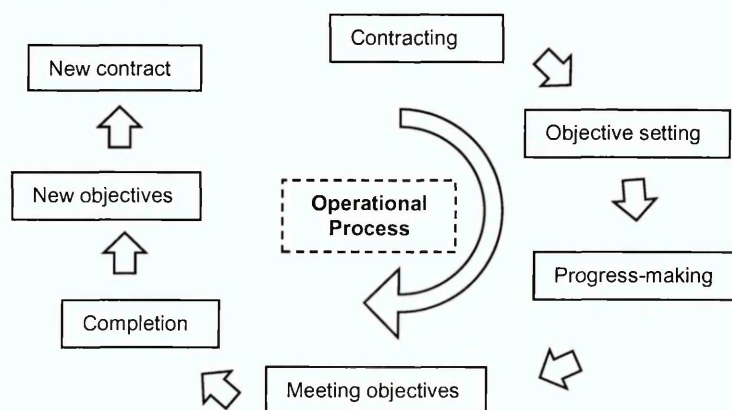 Contracting
Objective setting
Progress-making
Meeting objectives
Completion
New objectives
New contract
Operational
Process